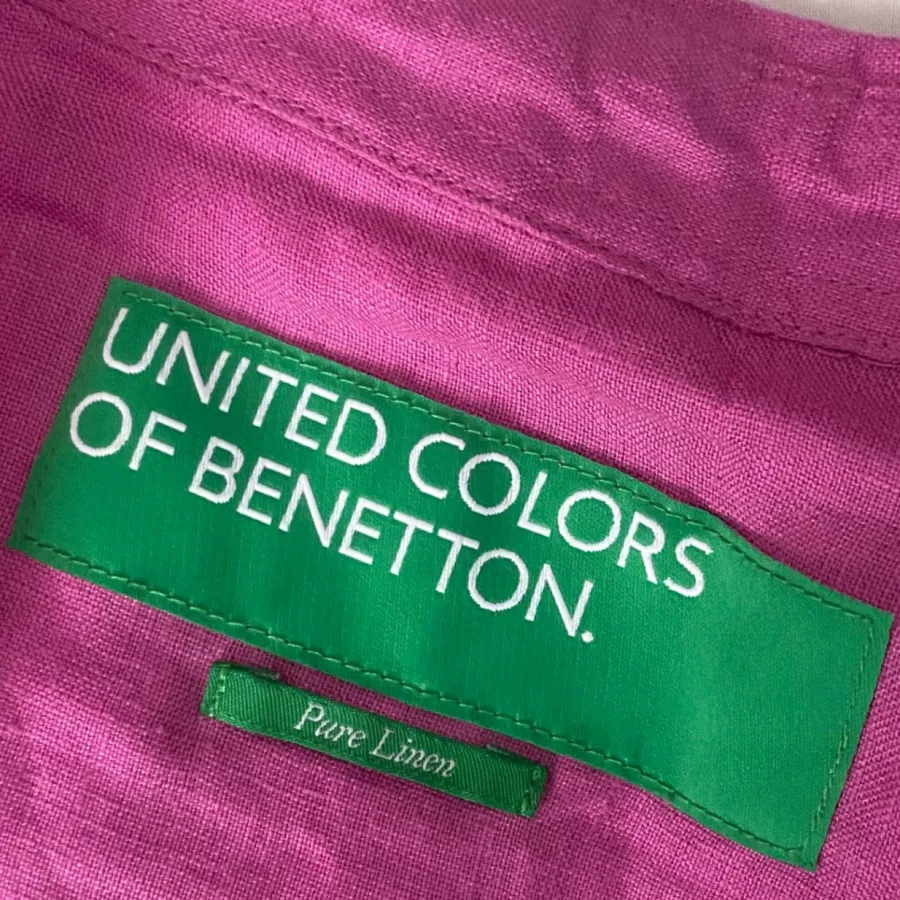 UNITED COLORS
OF BENETTON.
Pure Linen